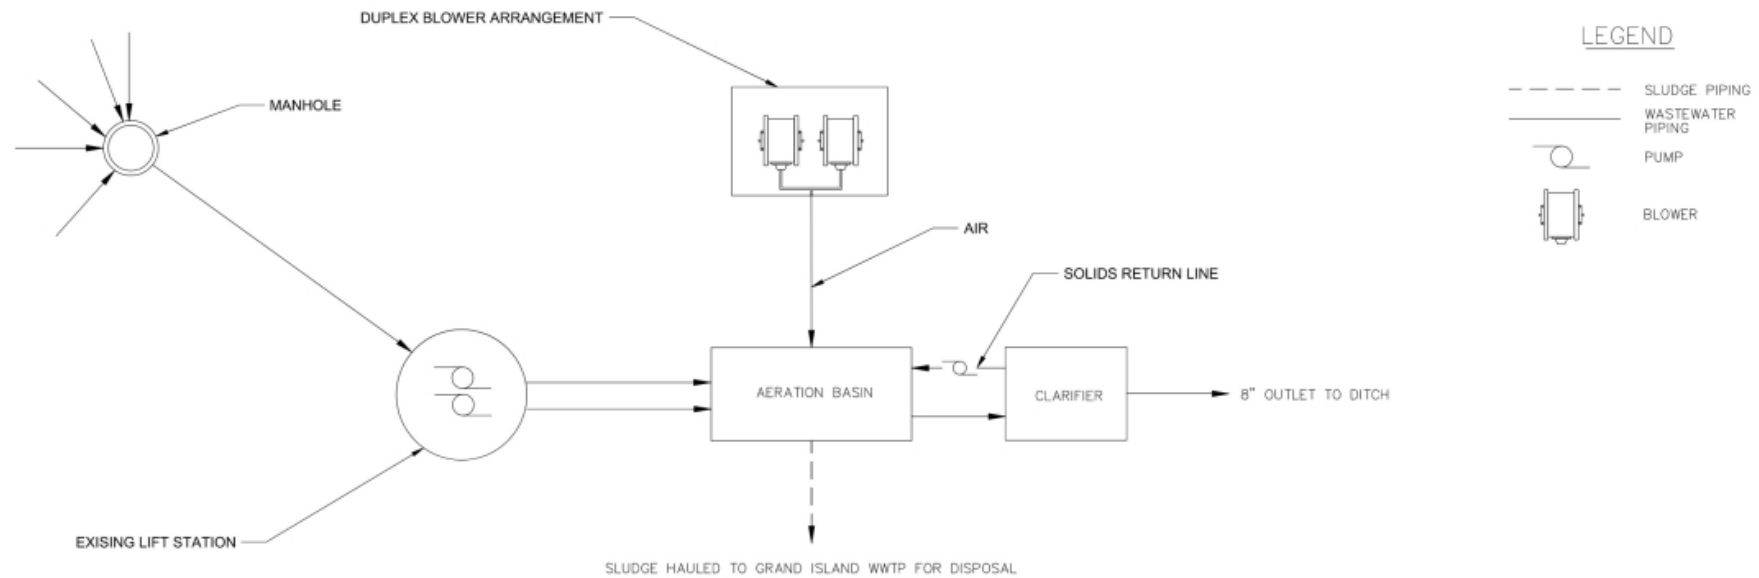 DUPLEX BLOWER ARRANGEMENT
LEGEND
SLUDGE PIPING
MANHOLE
WASTEWATER
PIPING
PUMP
BLOWER
AIR
SOLIDS RETURN LINE
AERATION BASIN
CLARIFIER
8" OUTLET TO DITCH
EXISING LIFT STATION
SLUDGE HAULED TO GRAND ISLAND WWTP FOR DISPOSAL